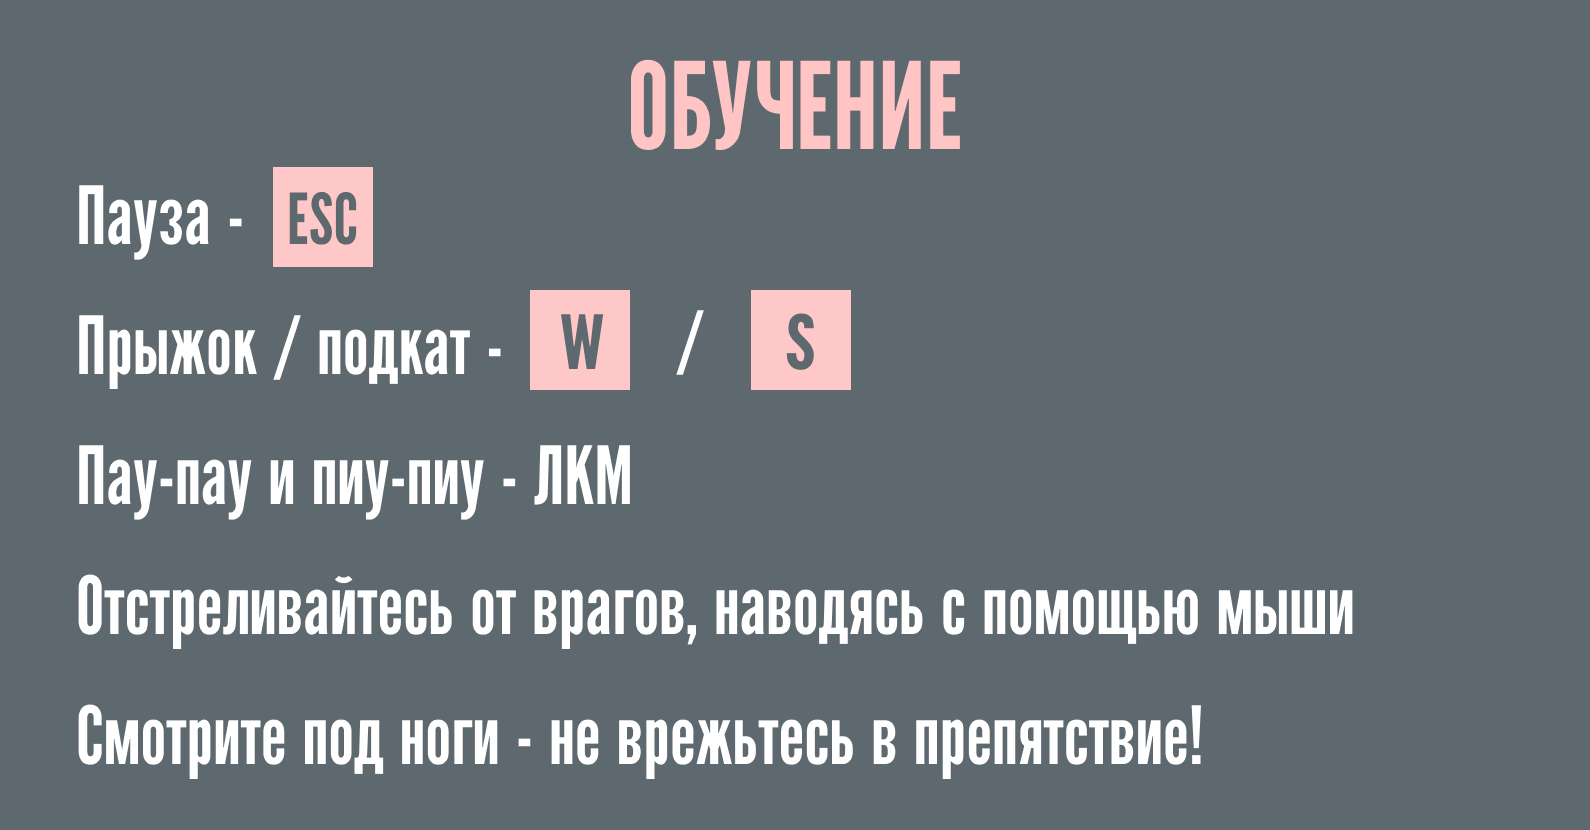 ОБУЧЕНИЕ
Пауза - ESC
Прыжок / подкат - W / S
Пау-пау и пиу-пиу - ЛКМ
Отстреливайтесь от врагов, наводясь с помощью мыши
Смотрите под ноги - не врежьтесь в препятствие!